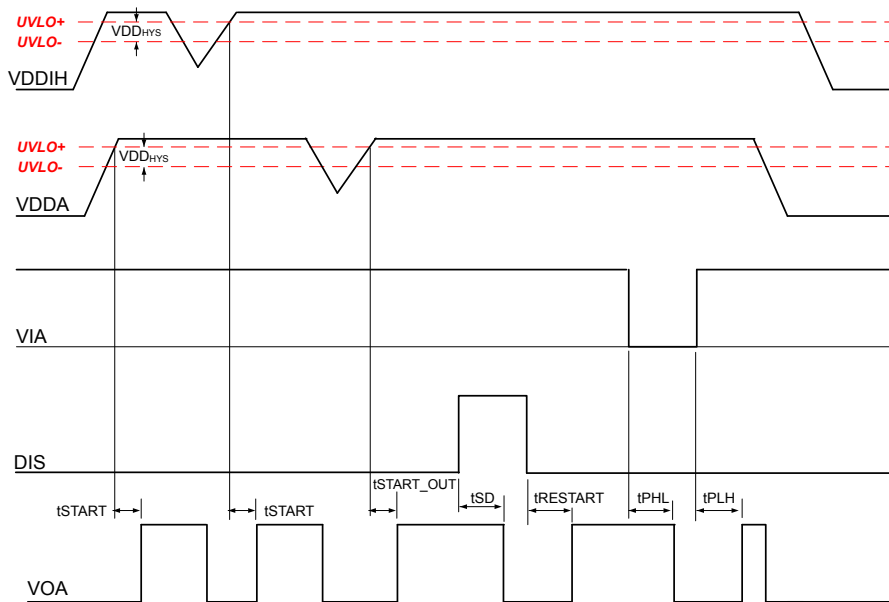 UVLO+
VDDHYS
UVLO-
VDDIH
UVLO+
VDDHYS
UVLO-
VDDA
VIA
DIS
tSTART
tSTART
tSTART_OUT
tSD
tRESTART
tPHL
tPLH
VOA